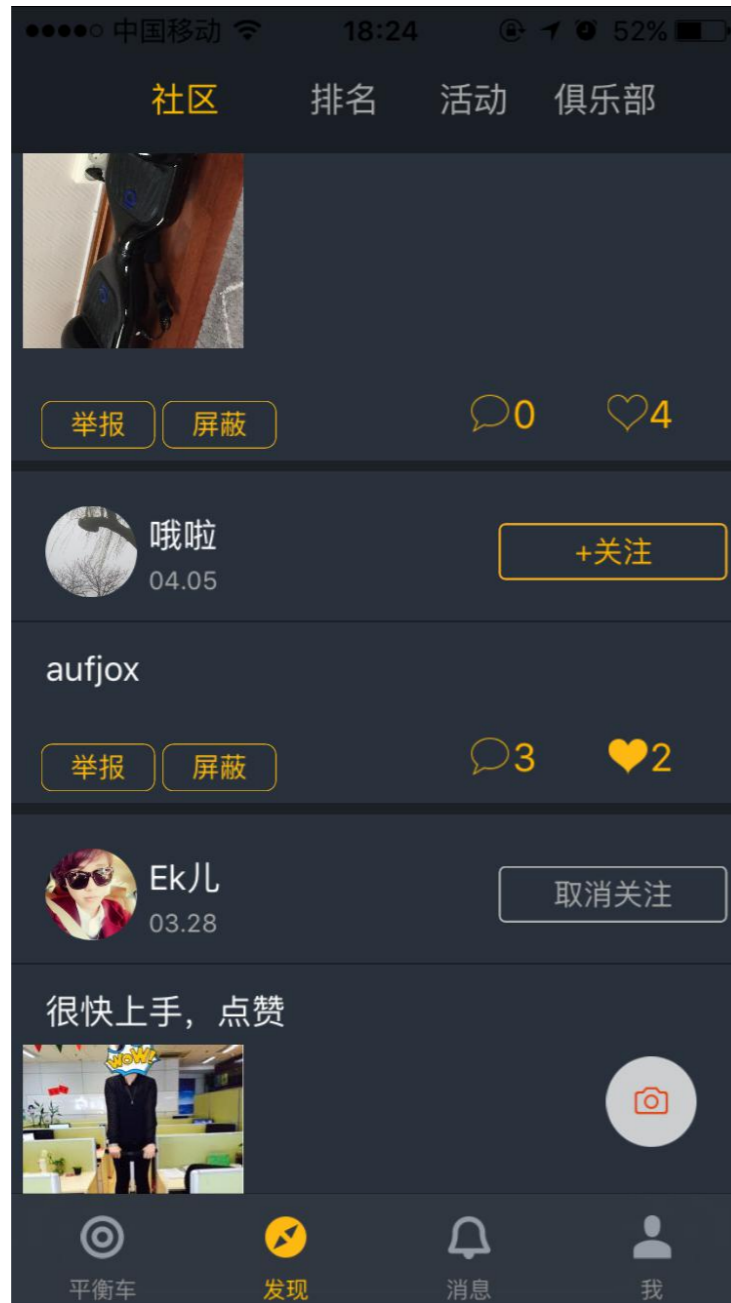 中国移动 18:24 52%
社区 排名 活动 俱乐部
举报 屏蔽 0 4
哦啦
04.05
+关注
aufjox
举报 屏蔽 3 2
Ek儿
03.28
取消关注
很快上手，点赞
WOW!
平衡车 发现 消息 我